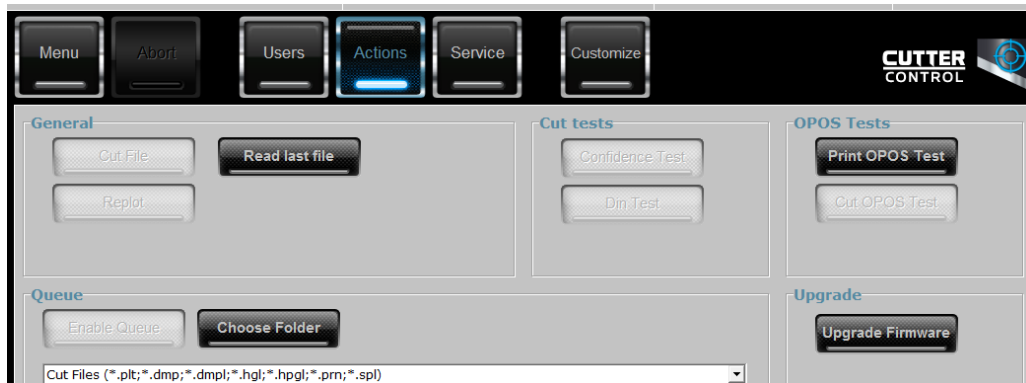 Menu Abort Users Actions Service Customize
CUTTER
CONTROL
General
Cut File Read last file
Replot
Cut tests
Confidence Test
Din Test
OPOS Tests
Print OPOS Test
Cut OPOS Test
Queue
Enable Queue Choose Folder
Cut Files (*.plt;*.dmp;*.dmpl;*.hgl;*.hpgl;*.prn;*.spl)
Upgrade
Upgrade Firmware